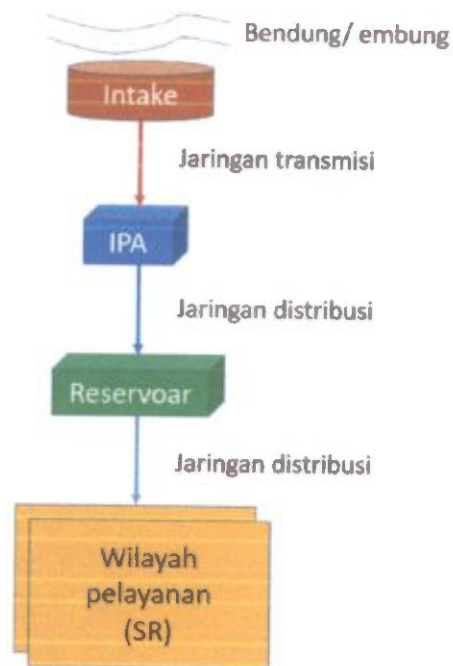 Bendung/ embung
Intake
Jaringan transmisi
IPA
Jaringan distribusi
Reservoar
Jaringan distribusi
Wilayah
pelayanan
(SR)